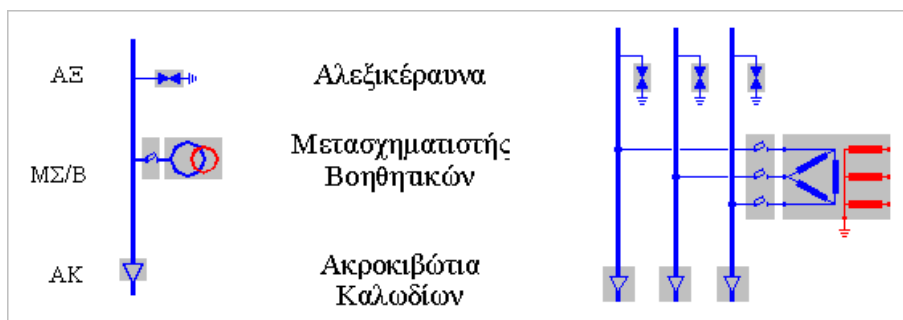 ΑΞ
Αλεξικέραυνα
ΜΣ/Β
Μετασχηματιστής
Βοηθητικών
ΑΚ
Ακροκιβώτια
Καλωδίων